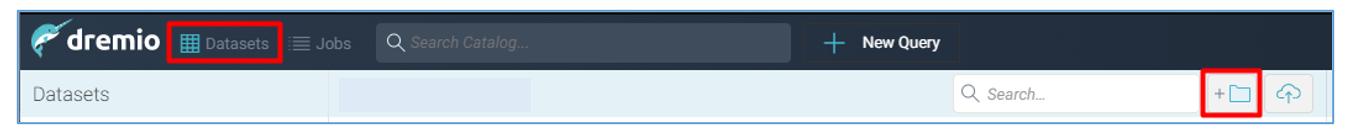 dremio Datasets Jobs Search Catalog... + New Query
Datasets Search... +